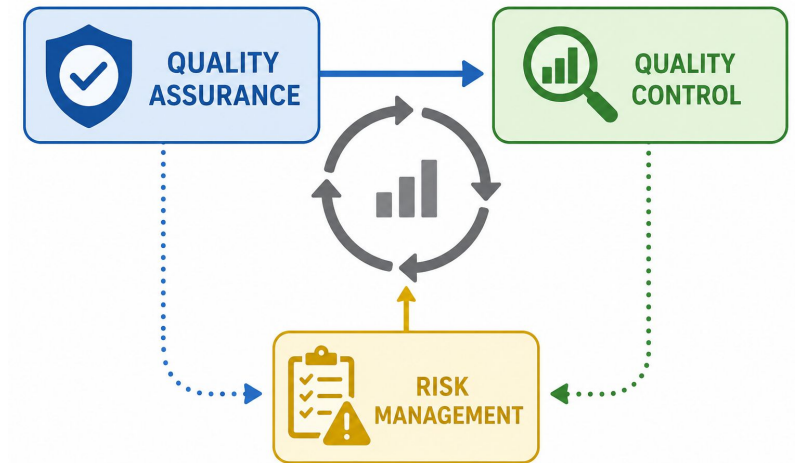 QUALITY
ASSURANCE
QUALITY
CONTROL
RISK
MANAGEMENT